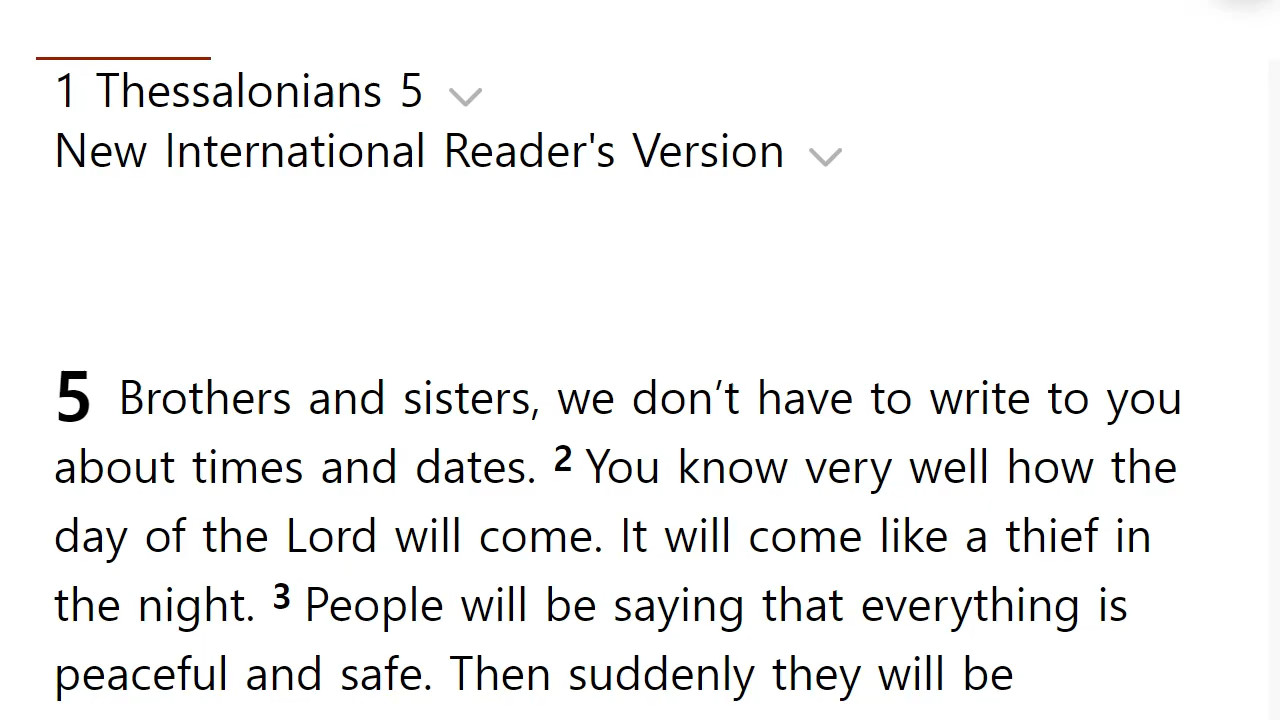 1 Thessalonians 5
New International Reader's Version
5 Brothers and sisters, we don’t have to write to you
about times and dates. 2 You know very well how the
day of the Lord will come. It will come like a thief in
the night. 3 People will be saying that everything is
peaceful and safe. Then suddenly they will be